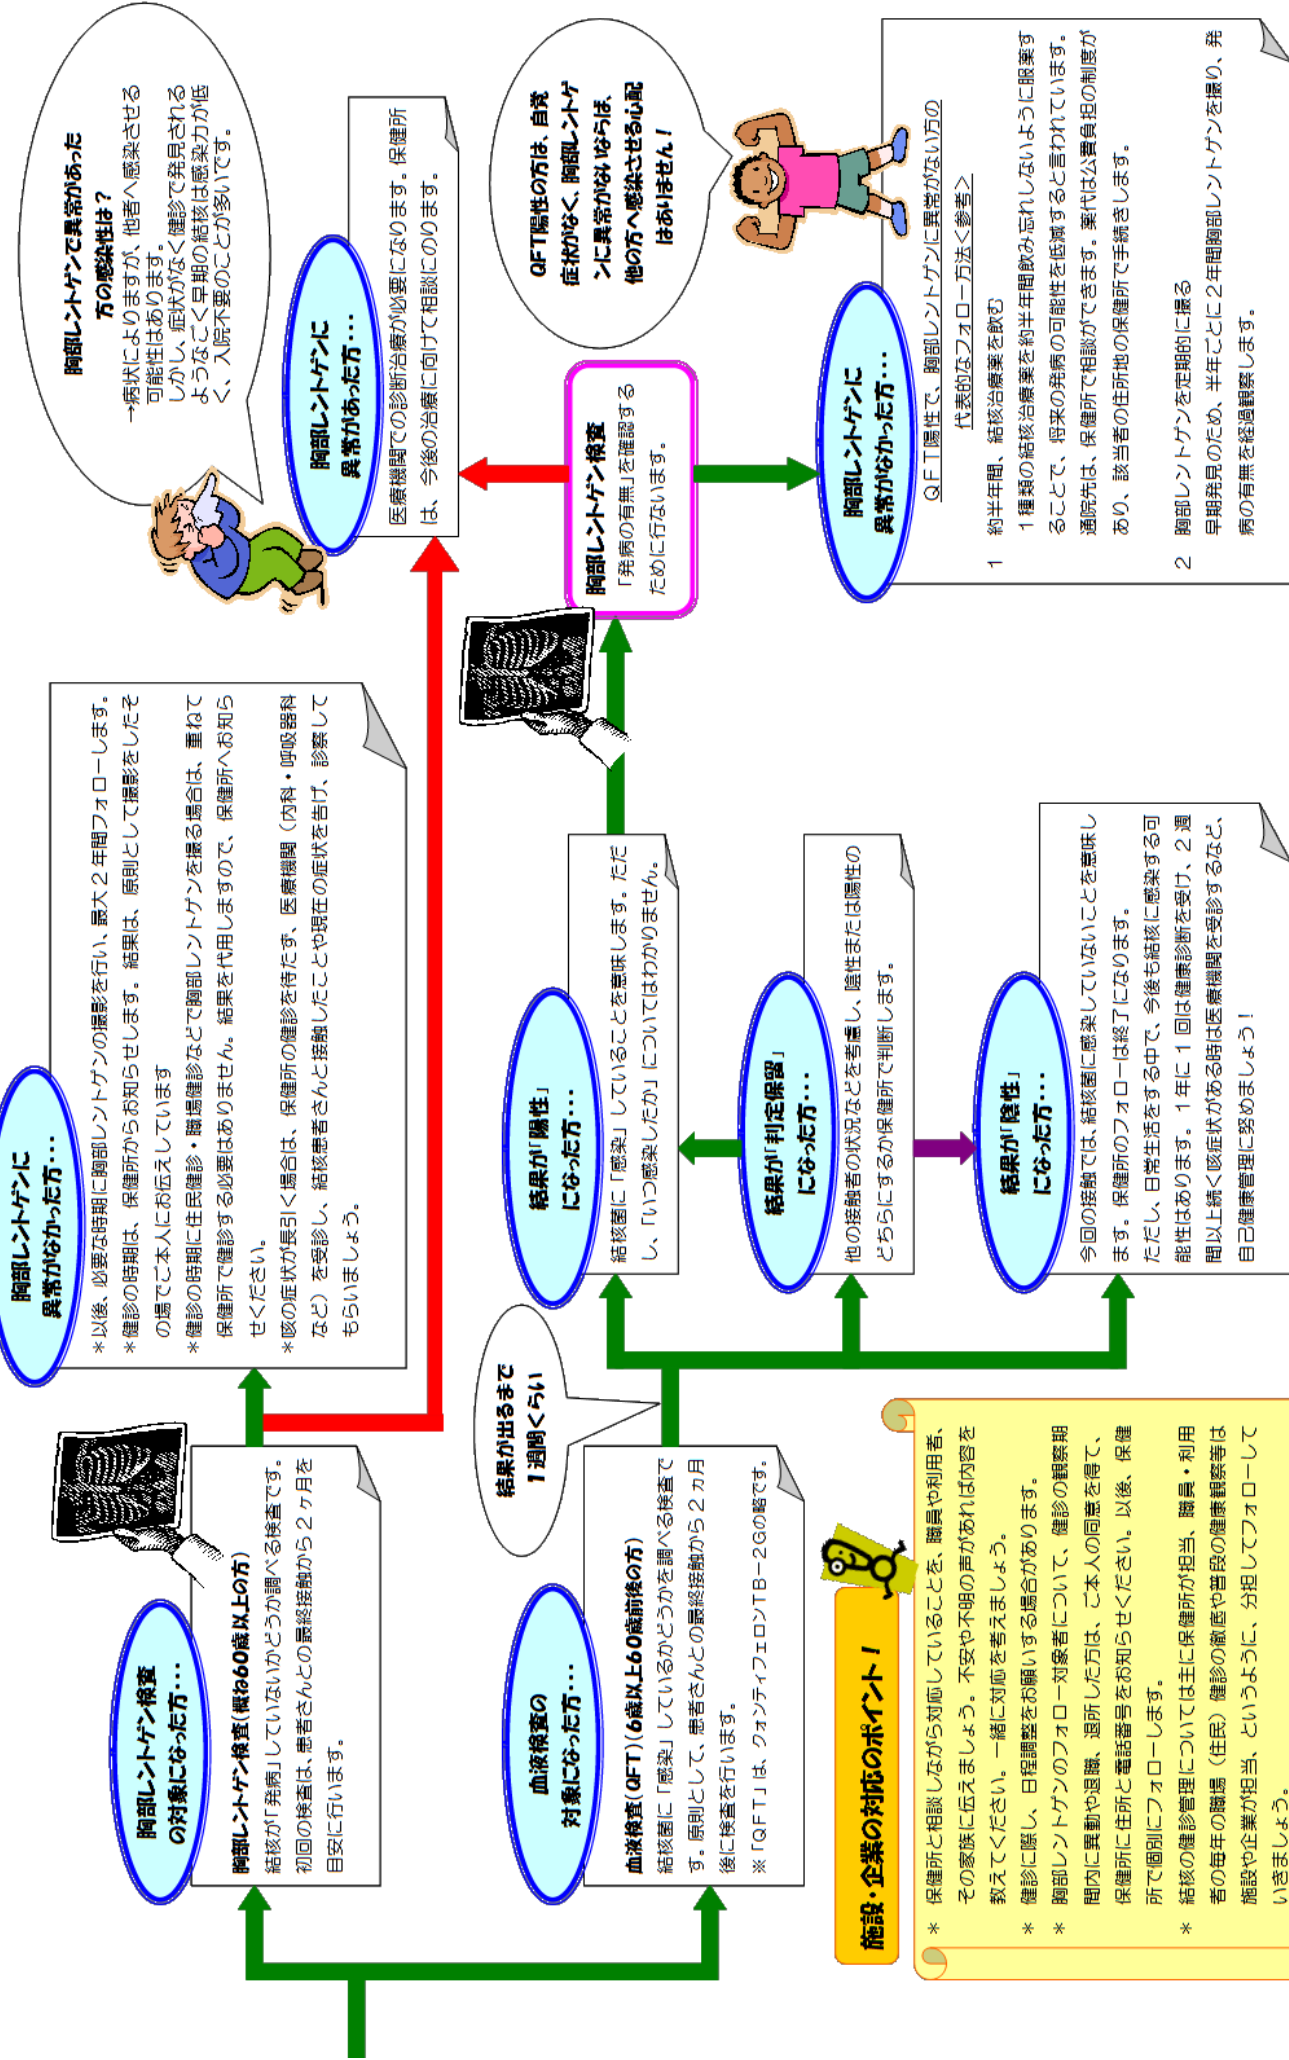 胸部レントゲン検査
の対象になった方･･･
胸部レントゲン検査(概ね60歳以上の方)
結核が「発病」していないかどうか調べる検査です。
初回の検査は、患者さんとの最終接触から２ヶ月を
目安に行います。
胸部レントゲンに
異常がなかった方･･･
＊以後、必要な時期に胸部レントゲンの撮影を行い、最大２年間フォローします。
＊健診の時期は、保健所からお知らせします。結果は、原則として撮影をしたそ
の場でご本人にお伝えしています
＊健診の時期に住民健診・職場健診などで胸部レントゲンを撮る場合は、重ねて
保健所で健診する必要はありません。結果を代用しますので、保健所へお知ら
せください。
＊咳の症状が長引く場合は、保健所の健診を待たず、医療機関（内科・呼吸器科
など）を受診し、結核患者さんと接触したことや現在の症状を告げ、診察して
もらいましょう。
胸部レントゲンで異常があった
方の感染性は？
→病状によりますが、他者へ感染させる
可能性はあります。
しかし、症状がなく健診で発見される
ようなごく早期の結核は感染力が低
く、入院不要のことが多いです。
胸部レントゲンに
異常があった方･･･
医療機関での診断治療が必要になります。保健所
は、今後の治療に向けて相談にのります。
血液検査の
対象になった方･･･
血液検査(QFT)(6歳以上60歳前後の方)
結核菌に「感染」しているかどうかを調べる検査で
す。原則として、患者さんとの最終接触から２カ月
後に検査を行います。
※「QFT」は、クォンティフェロンTB－2Gの略です。
結果が出るまで
1週間くらい
結果が「陽性」
になった方･･･
結核菌に「感染」していることを意味します。ただ
し、「いつ感染したか」についてはわかりません。
結果が「判定保留」
になった方･･･
他の接触者の状況などを考慮し、陰性または陽性の
どちらにするか保健所で判断します。
結果が「陰性」
になった方･･･
今回の接触では、結核菌に感染していないことを意味し
ます。保健所のフォローは終了になります。
ただし、日常生活をする中で、今後も結核に感染する可
能性はあります。１年に１回は健康診断を受け、２週
間以上続く咳症状がある時は医療機関を受診するなど、
自己健康管理に努めましょう！
胸部レントゲン検査
「発病の有無」を確認する
ために行ないます。
QFT陽性の方は、自覚
症状がなく、胸部レントゲ
ンに異常がないならば、
他の方へ感染させる心配
はありません！
胸部レントゲンに
異常がなかった方･･･
ＱＦＴ陽性で、胸部レントゲンに異常がない方の
代表的なフォロー方法＜参考＞
１　約半年間、結核治療薬を飲む
１種類の結核治療薬を約半年間飲み忘れしないように服薬す
ることで、将来の発病の可能性を低減すると言われています。
通院先は、保健所で相談ができます。薬代は公費負担の制度が
あり、該当者の住所地の保健所で手続きします。
２　胸部レントゲンを定期的に撮る
早期発見のため、半年ごとに２年間胸部レントゲンを撮り、発
病の有無を経過観察します。
施設・企業の対応のポイント！
＊　保健所と相談しながら対応していることを、職員や利用者、
その家族に伝えましょう。不安や不明の声があれば内容を
教えてください。一緒に対応を考えましょう。
＊　健診に際し、日程調整をお願いする場合があります。
＊　胸部レントゲンのフォロー対象者について、健診の観察期
間内に異動や退職、退所した方は、ご本人の同意を得て、
保健所に住所と電話番号をお知らせください。以後、保健
所で個別にフォローします。
＊　結核の健診管理については主に保健所が担当、職員・利用
者の毎年の職場（住民）健診の徹底や普段の健康観察等は
施設や企業が担当、というように、分担してフォローして
いきましょう。